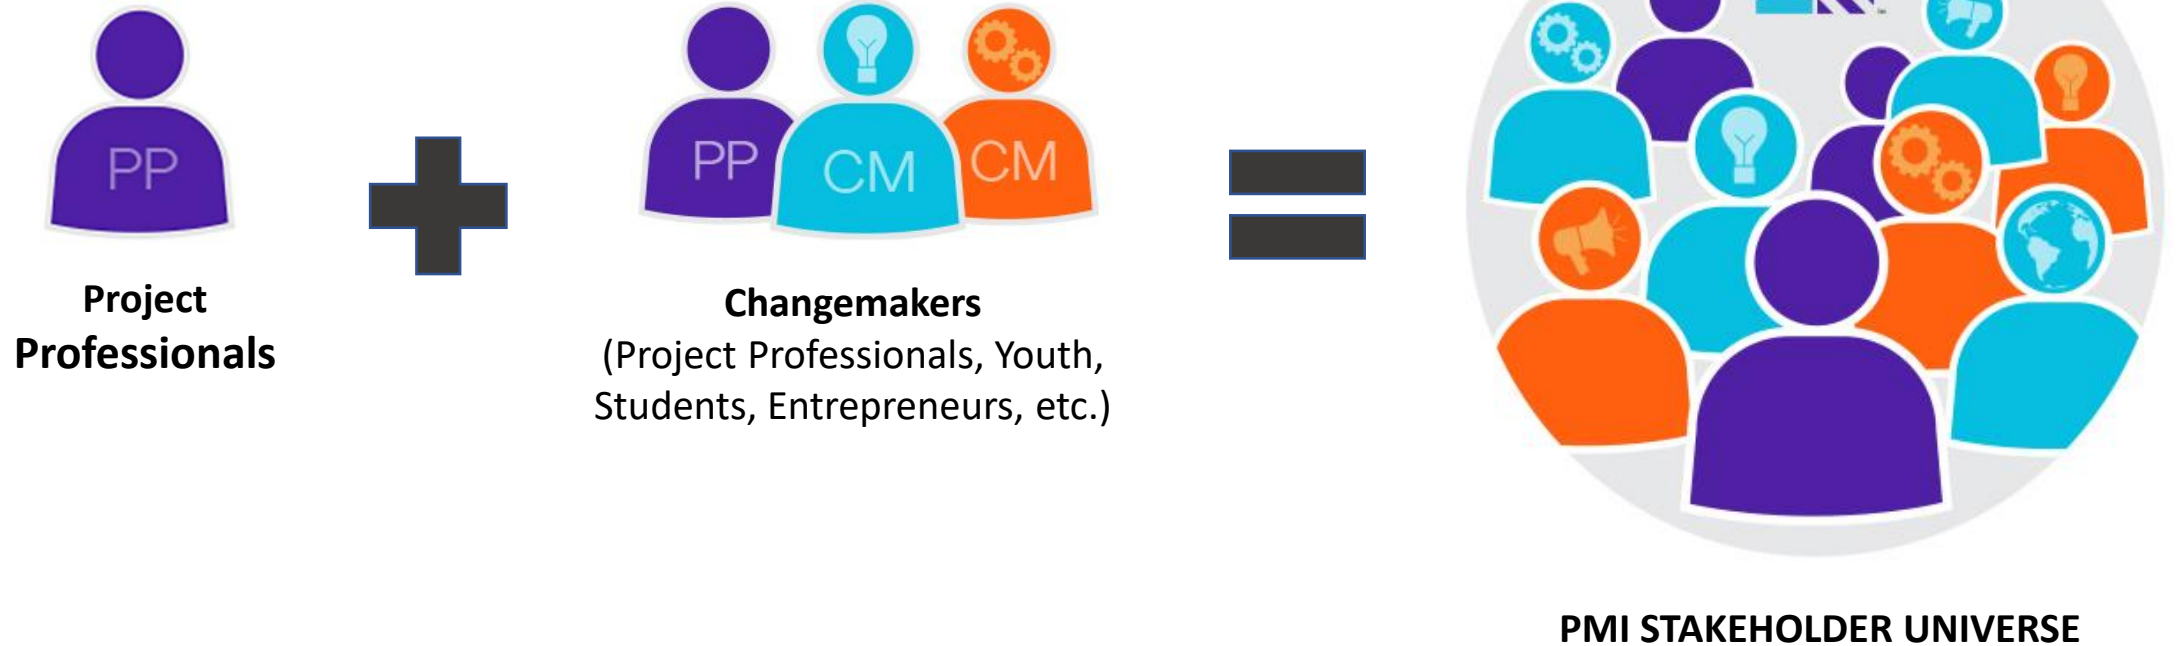 PP
PP
CM
CM
Project
Professionals
Changemakers
(Project Professionals, Youth,
Students, Entrepreneurs, etc.)
PMI STAKEHOLDER UNIVERSE